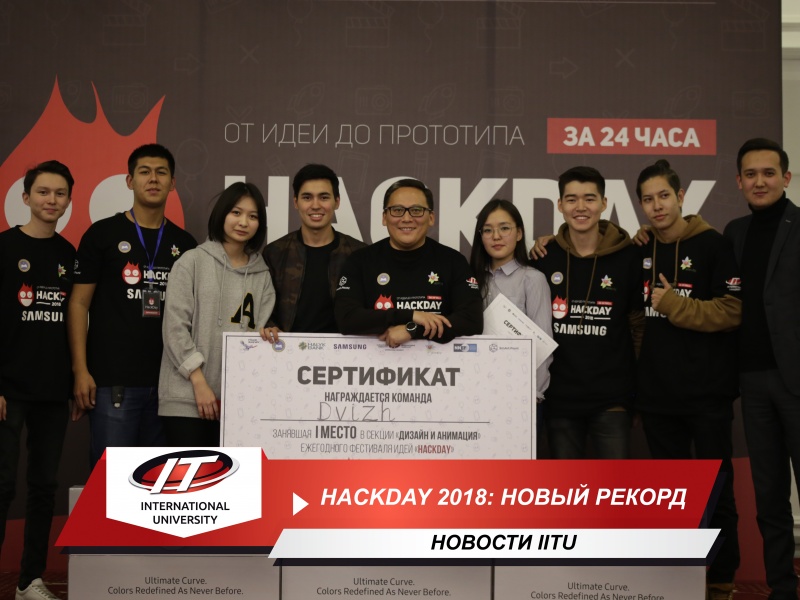 ОТ ИДЕИ ДО ПРОТОТИПА
ЗА 24 ЧАСА
HACKDAY
HACKDAY
2018
SAMSUNG
HACKDAY
HACKDAY
SAMSUNG
SAMSUNG
СЕРТИФИКАТ
НАГРАЖДАЕТСЯ КОМАНДА
Dvizh
ЗАНЯВШАЯ I МЕСТО В СЕКЦИИ «ДИЗАЙН И АНИМАЦИЯ»
ЕЖЕГОДНОГО ФЕСТИВАЛЯ ИДЕЙ «HACKDAY»
IT
INTERNATIONAL
UNIVERSITY
HACKDAY 2018: НОВЫЙ РЕКОРД
НОВОСТИ IITU
Ultimate Curve.
Colors Redefined As Never Before.
Ultimate Curve.
Colors Redefined As Never Before.
Ultimate Curve.
Colors Redefined As Never Before.